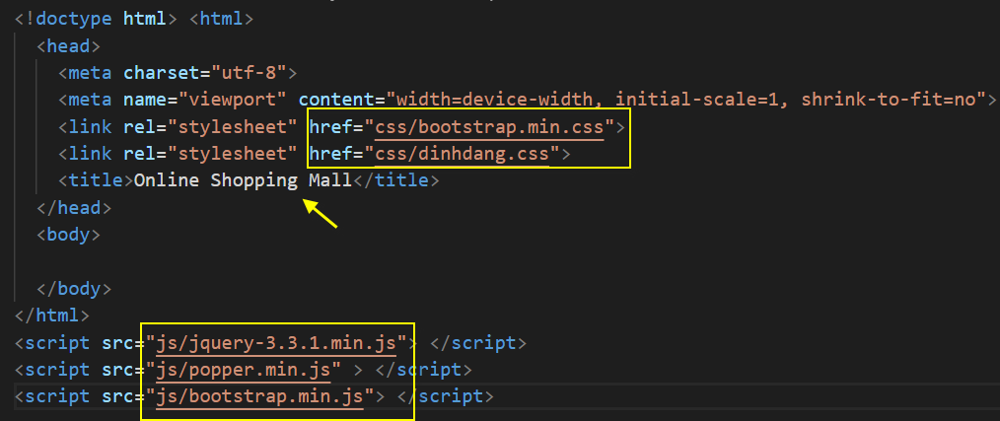 <!doctype html> <html>
<head>
<meta charset="utf-8">
<meta name="viewport" content="width=device-width, initial-scale=1, shrink-to-fit=no">
<link rel="stylesheet" href="css/bootstrap.min.css">
<link rel="stylesheet" href="css/dinhdang.css">
<title>Online Shopping Mall</title>
</head>
<body>
</body>
</html>
<script src="js/jquery-3.3.1.min.js"> </script>
<script src="js/popper.min.js" > </script>
<script src="js/bootstrap.min.js"> </script>